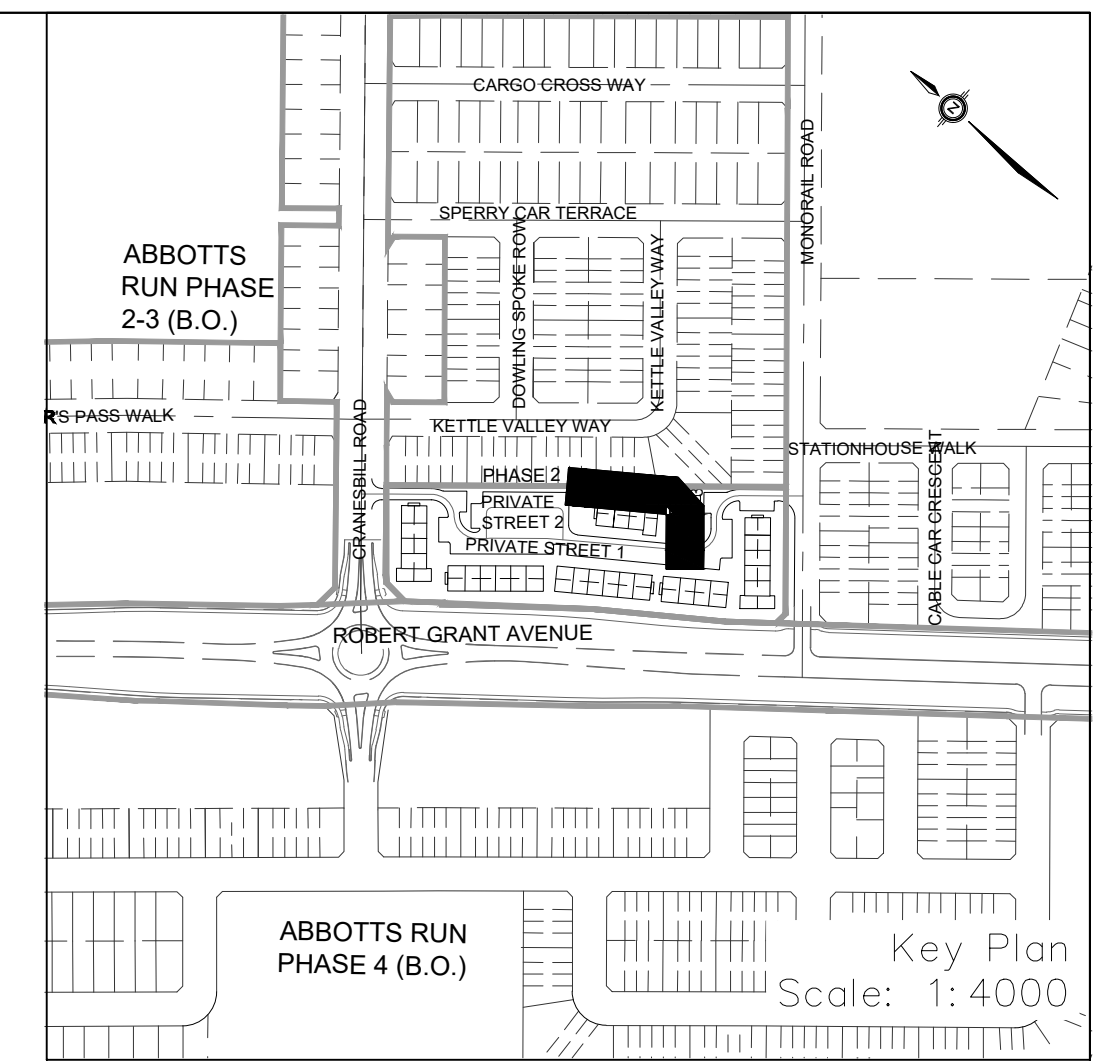 CARGO CROSS WAY
N
MONORAIL ROAD
SPERRY CAR TERRACE
DOWLING SPOKE ROW
KETTLE VALLEY WAY
ABBOTTS
RUN PHASE
2-3 (B.O.)
R'S PASS WALK
CRANESBILL ROAD
KETTLE VALLEY WAY
STATIONHOUSE WALK
CABLE CAR CRESCENT
PHASE 2
PRIVATE
STREET 2
PRIVATE STREET 1
ROBERT GRANT AVENUE
ABBOTTS RUN
PHASE 4 (B.O.)
Key Plan
Scale: 1:4000